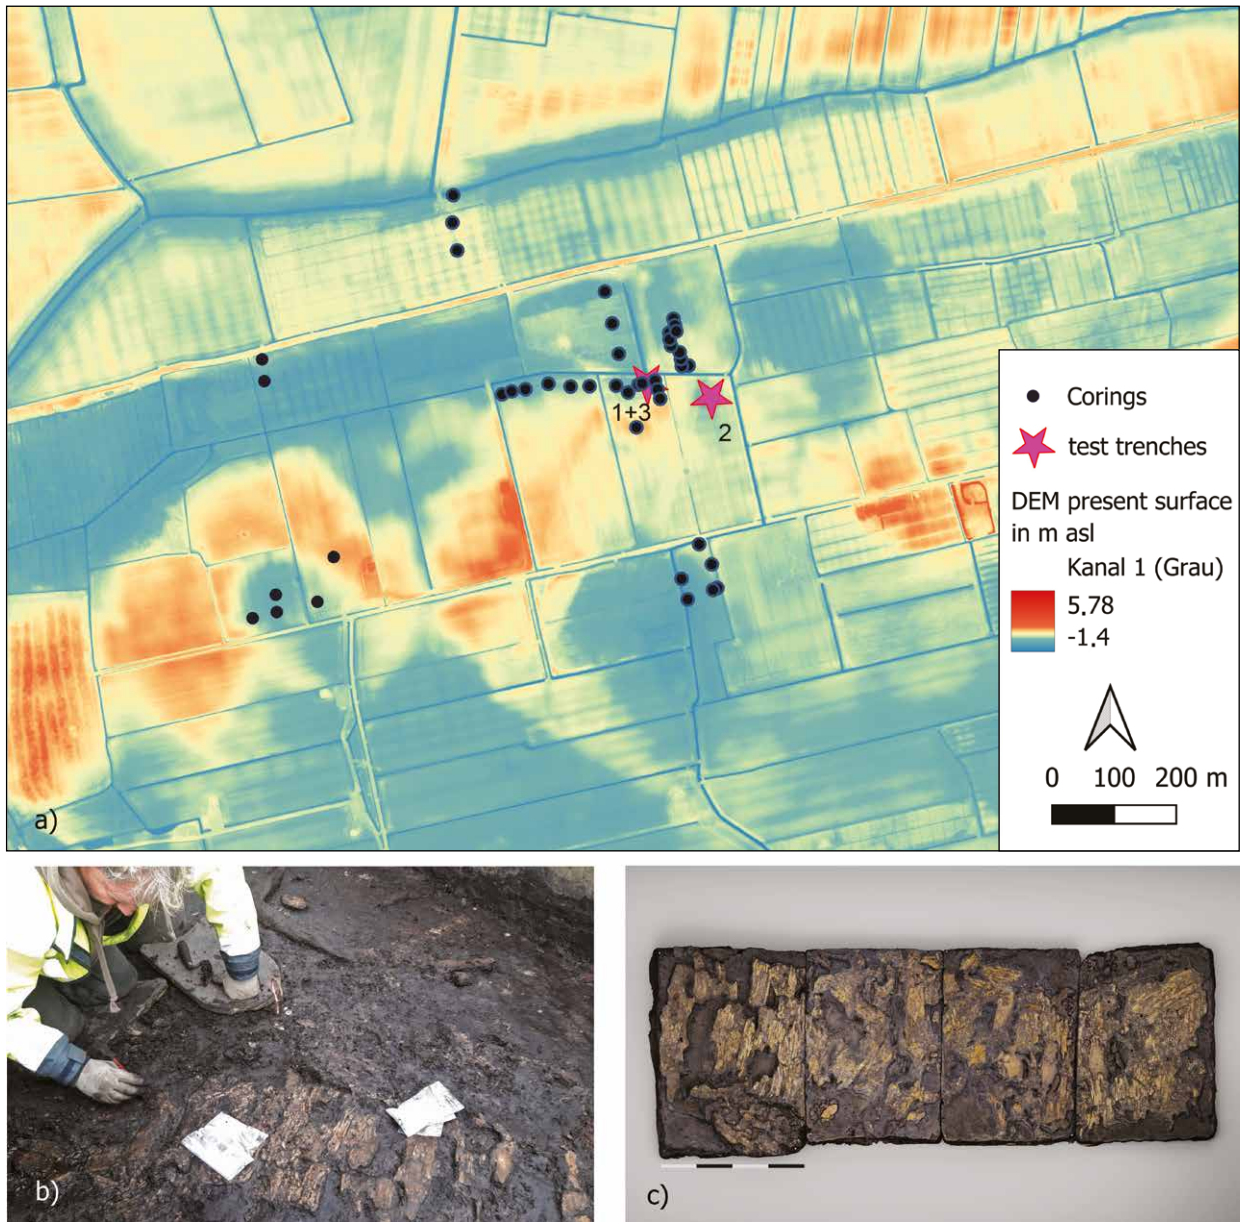 1+3
2
Corings
test trenches
DEM present surface
in m asl
Kanal 1 (Grau)
5.78
-1.4
0 100 200 m
a)
b)
c)